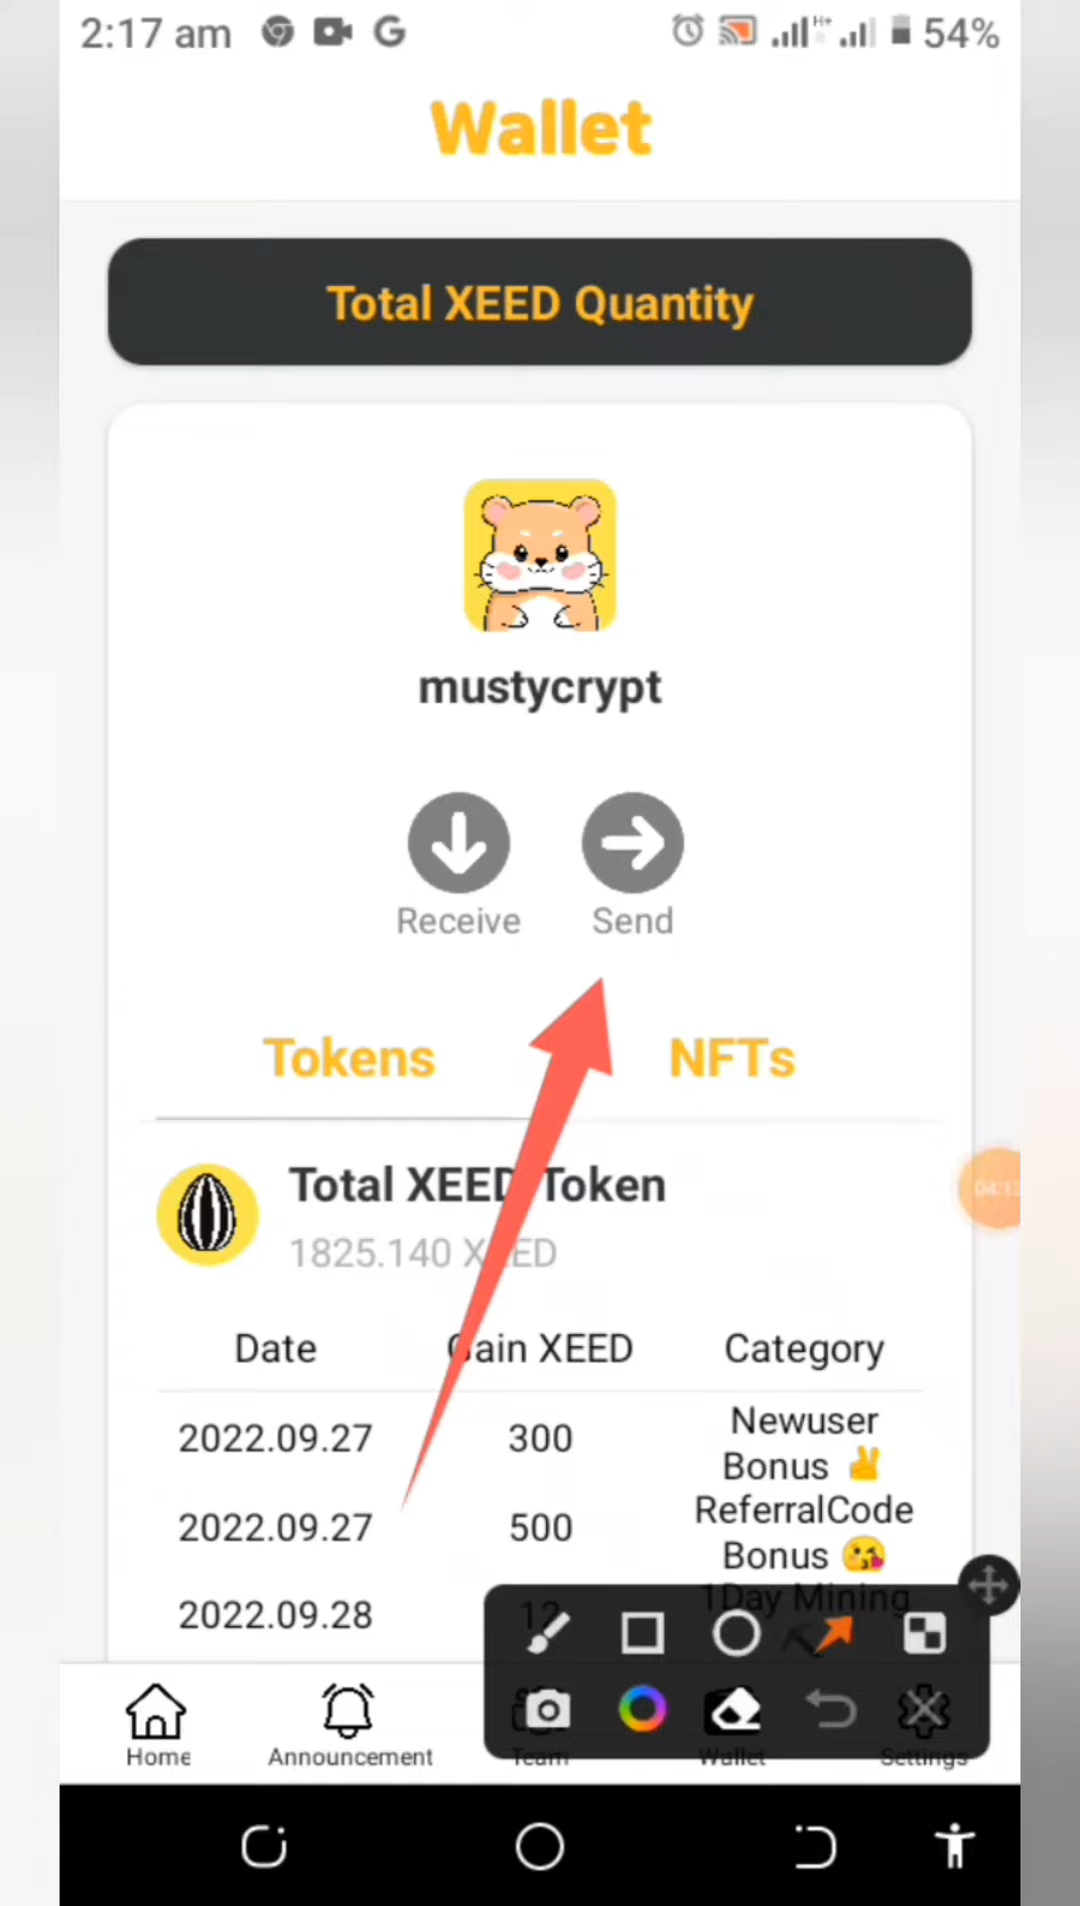 2:17 am 54%
Wallet
Total XEED Quantity
mustycrypt
Receive Send
Tokens NFTs
Total XEED Token
1825.140 XEED
Date Gain XEED Category
2022.09.27 300 Newuser Bonus ✌️
2022.09.27 500 ReferralCode Bonus 😘
2022.09.28 12 1Day Mining
Home Announcement Team Wallet Settings